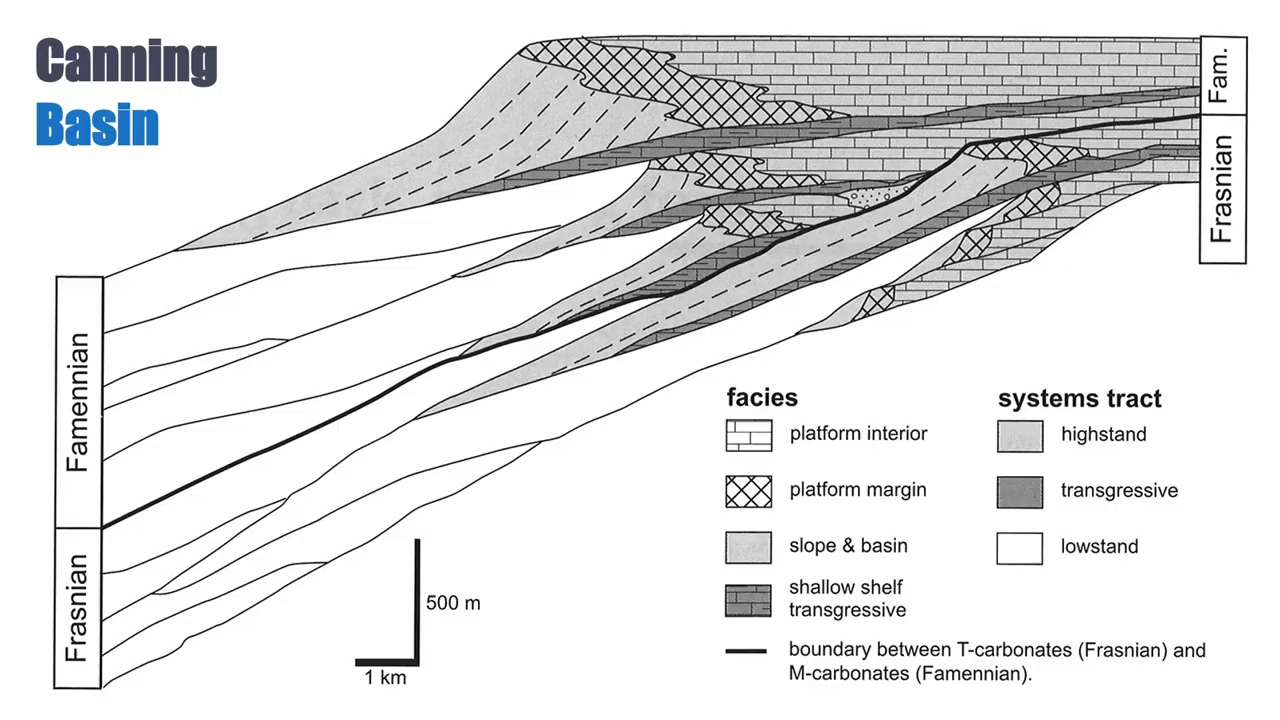 Canning
Basin
Fam.
Frasnian
Famennian
Frasnian
500 m
1 km
facies
platform interior
platform margin
slope & basin
shallow shelf
transgressive
systems tract
highstand
transgressive
lowstand
boundary between T-carbonates (Frasnian) and
M-carbonates (Famennian).